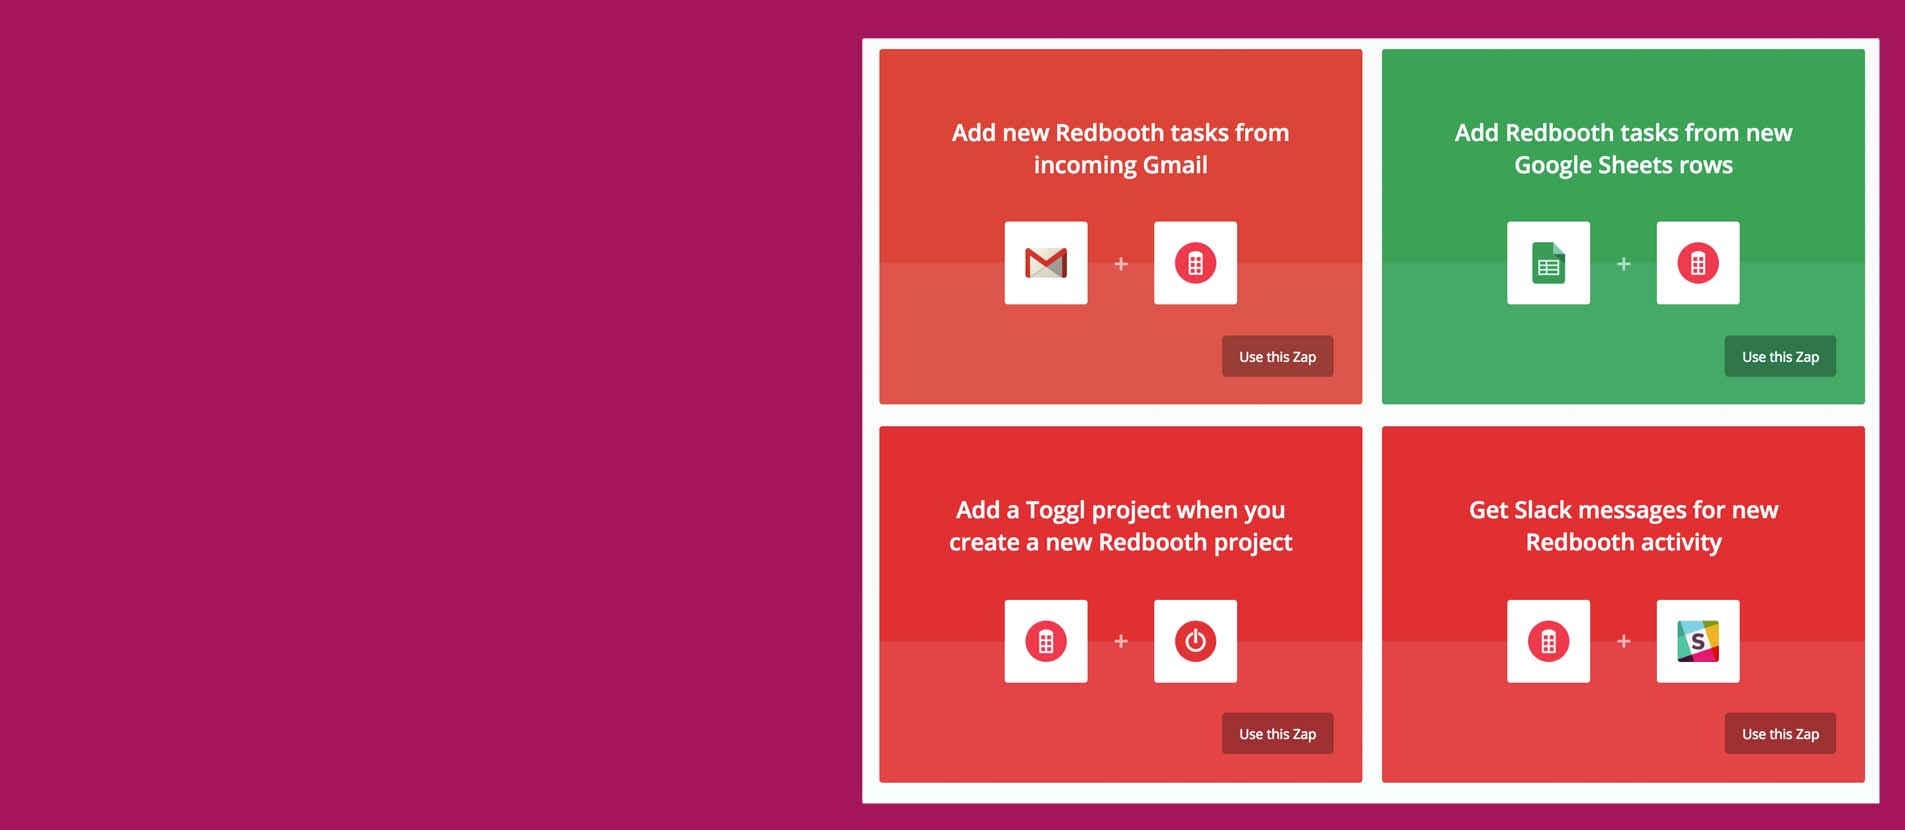 Add new Redbooth tasks from
incoming Gmail
+
Use this Zap
Add Redbooth tasks from new
Google Sheets rows
+
Use this Zap
Add a Toggl project when you
create a new Redbooth project
+
Use this Zap
Get Slack messages for new
Redbooth activity
+
S
Use this Zap